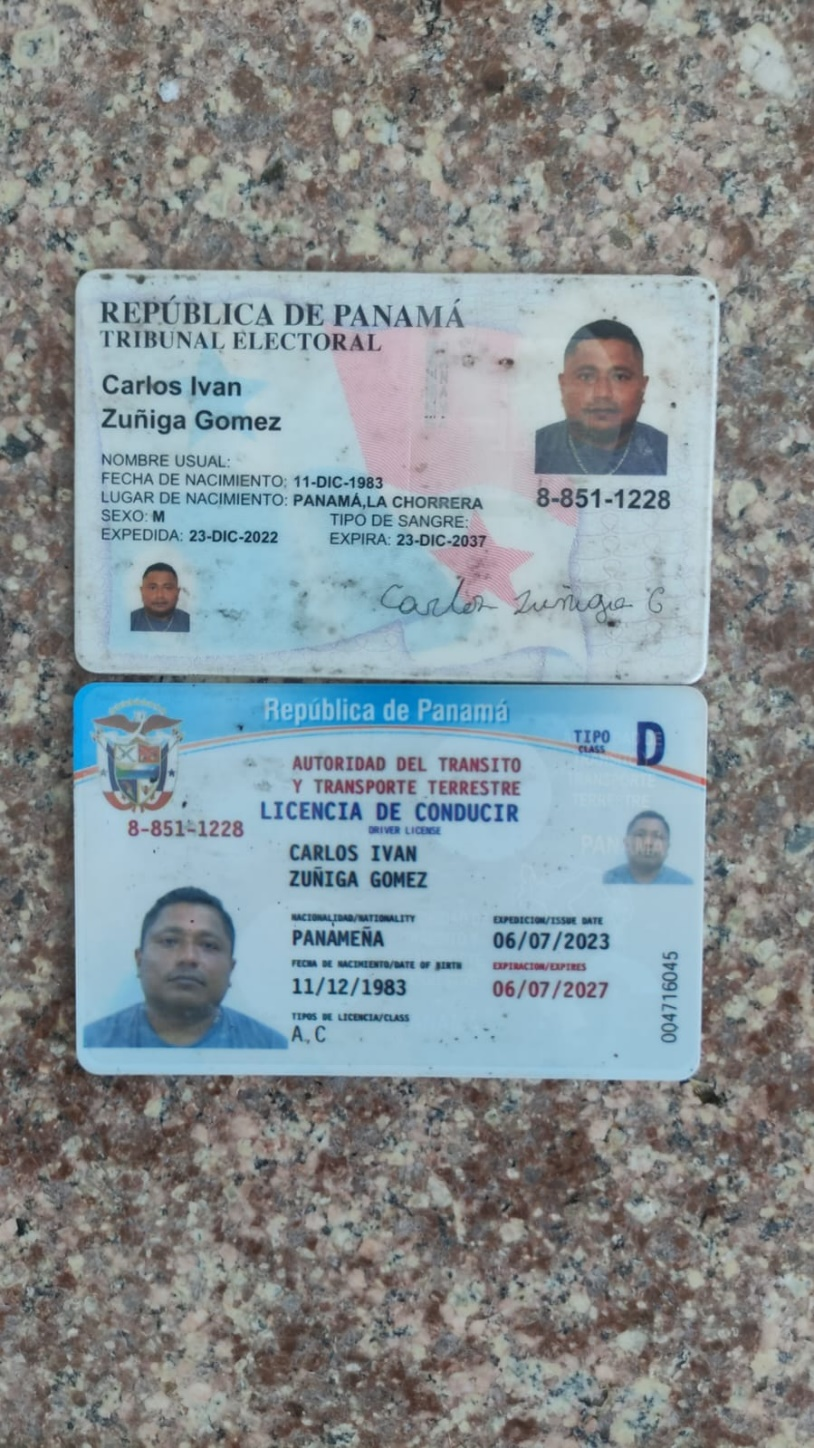 REPÚBLICA DE PANAMÁ
TRIBUNAL ELECTORAL
Carlos Ivan
Zuñiga Gomez
NOMBRE USUAL:
FECHA DE NACIMIENTO: 11-DIC-1983
LUGAR DE NACIMIENTO: PANAMÁ,LA CHORRERA
SEXO: M TIPO DE SANGRE:
EXPEDIDA: 23-DIC-2022 EXPIRA: 23-DIC-2037
8-851-1228
Carlos Zuñiga G
República de Panamá
TIPO D
CLASS
AUTORIDAD DEL TRANSITO
Y TRANSPORTE TERRESTRE
LICENCIA DE CONDUCIR
DRIVER LICENSE
8-851-1228
CARLOS IVAN
ZUÑIGA GOMEZ
NACIONALIDAD/NATIONALITY EXPEDICION/ISSUE DATE
PANAMEÑA 06/07/2023
FECHA DE NACIMIENTO/DATE OF BIRTH EXPIRACION/EXPIRES
11/12/1983 06/07/2027
TIPOS DE LICENCIA/CLASS
A,C
004716045